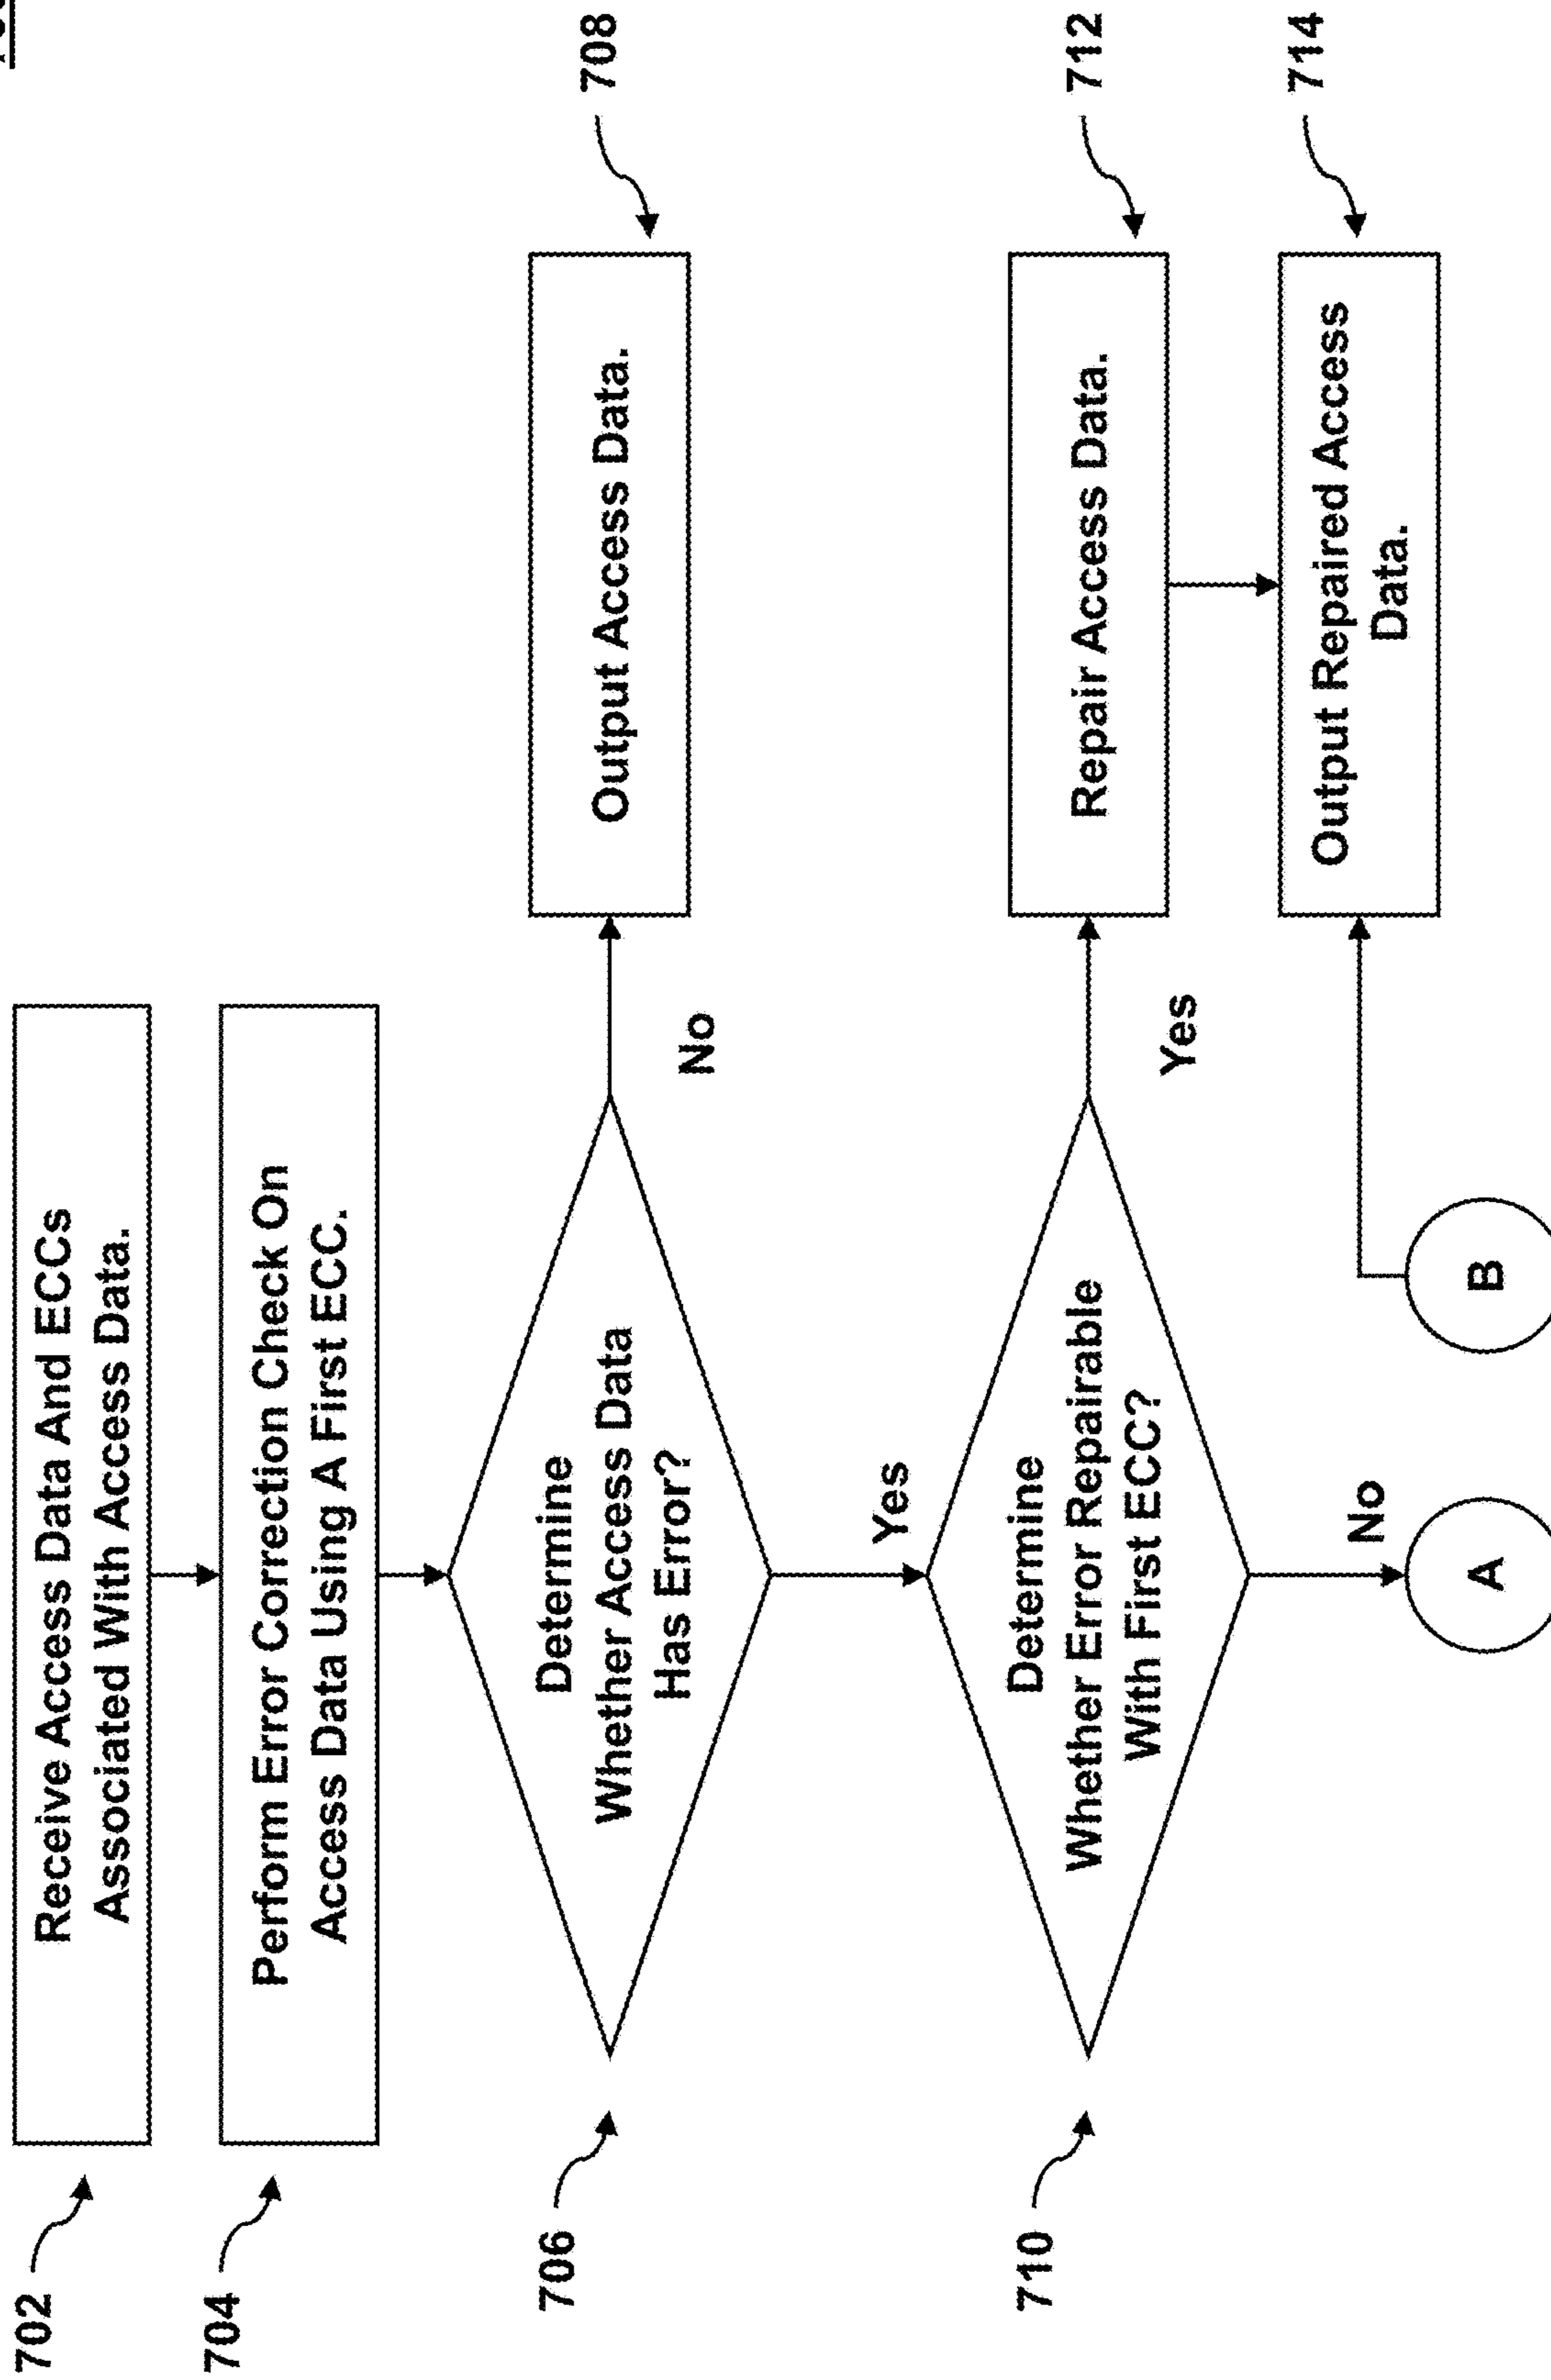 702
Receive Access Data And ECCs
Associated With Access Data.
704
Perform Error Correction Check On
Access Data Using A First ECC.
706
Determine
Whether Access Data
Has Error?
No
Output Access Data.
708
Yes
710
Determine
Whether Error Repairable
With First ECC?
Yes
Repair Access Data.
712
Output Repaired Access
Data.
714
No
A
B